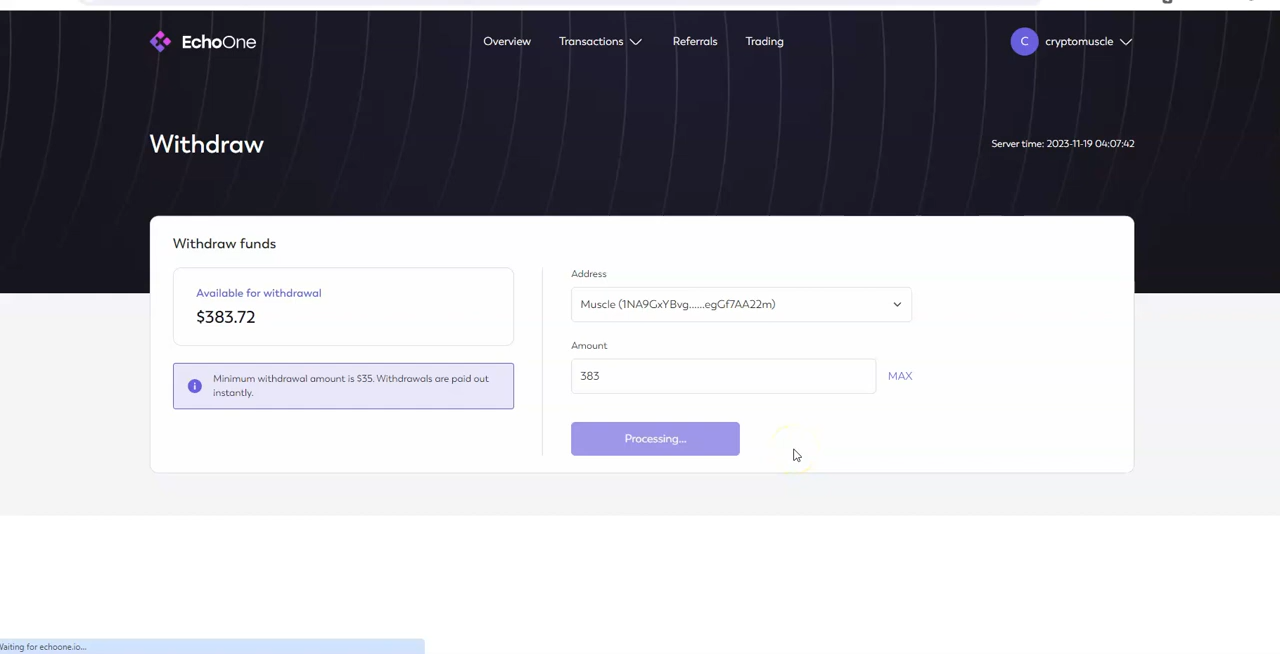 EchoOne
Overview
Transactions
Referrals
Trading
C
cryptomuscle
Withdraw
Server time: 2023-11-19 04:07:42
Withdraw funds
Available for withdrawal
$383.72
Minimum withdrawal amount is $35. Withdrawals are paid out
instantly.
Address
Muscle (1NA9GxYBvg......egGf7AA22m)
Amount
383
MAX
Processing...
Waiting for echoone.io...